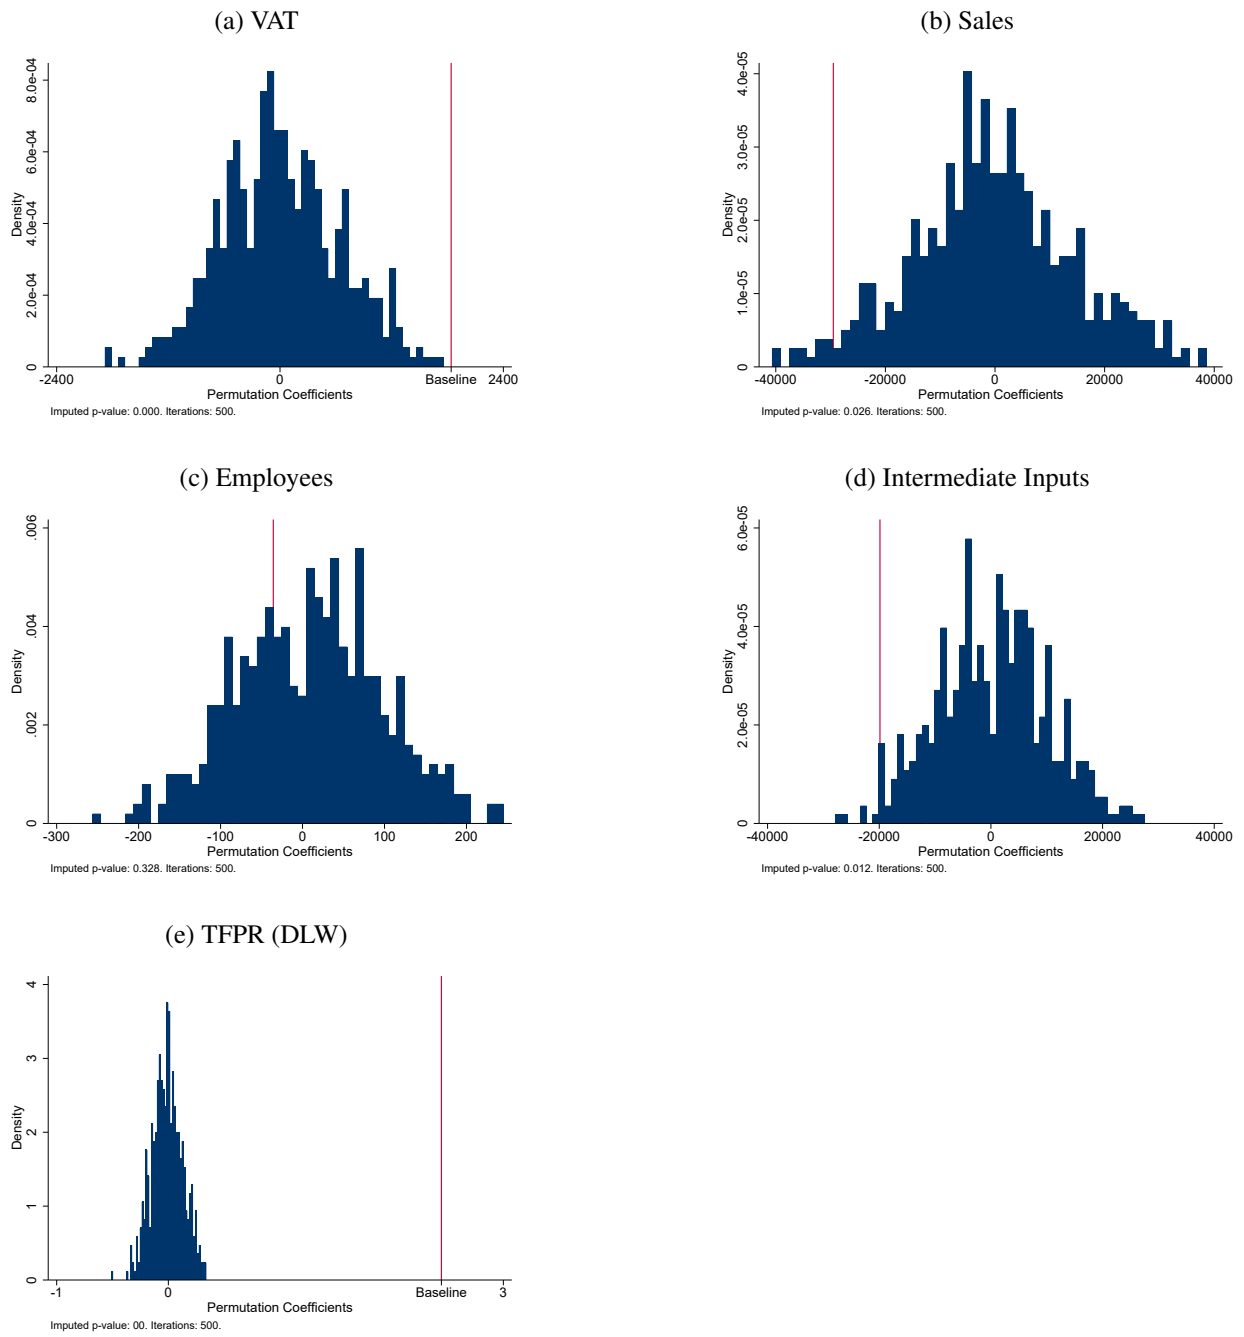 (a) VAT
8.0e-04
6.0e-04
4.0e-04
2.0e-04
0
Density
-2400 0 Baseline 2400
Permutation Coefficients
Imputed p-value: 0.000. Iterations: 500.
(b) Sales
4.0e-05
3.0e-05
2.0e-05
1.0e-05
0
Density
-40000 -20000 0 20000 40000
Permutation Coefficients
Imputed p-value: 0.026. Iterations: 500.
(c) Employees
.006
.004
.002
0
Density
-300 -200 -100 0 100 200
Permutation Coefficients
Imputed p-value: 0.328. Iterations: 500.
(d) Intermediate Inputs
6.0e-05
4.0e-05
2.0e-05
0
Density
-40000 -20000 0 20000 40000
Permutation Coefficients
Imputed p-value: 0.012. Iterations: 500.
(e) TFPR (DLW)
4
3
2
1
0
Density
-1 0 Baseline 3
Permutation Coefficients
Imputed p-value: 00. Iterations: 500.